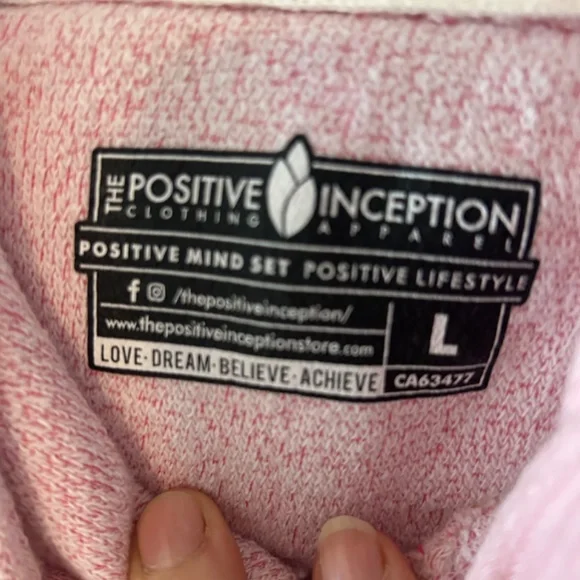 THE POSITIVE INCEPTION
CLOTHING APPAREL
POSITIVE MIND SET POSITIVE LIFESTYLE
f /thepositiveinception/
www.thepositiveinceptionstore.com
L
LOVE·DREAM·BELIEVE·ACHIEVE
CA63477